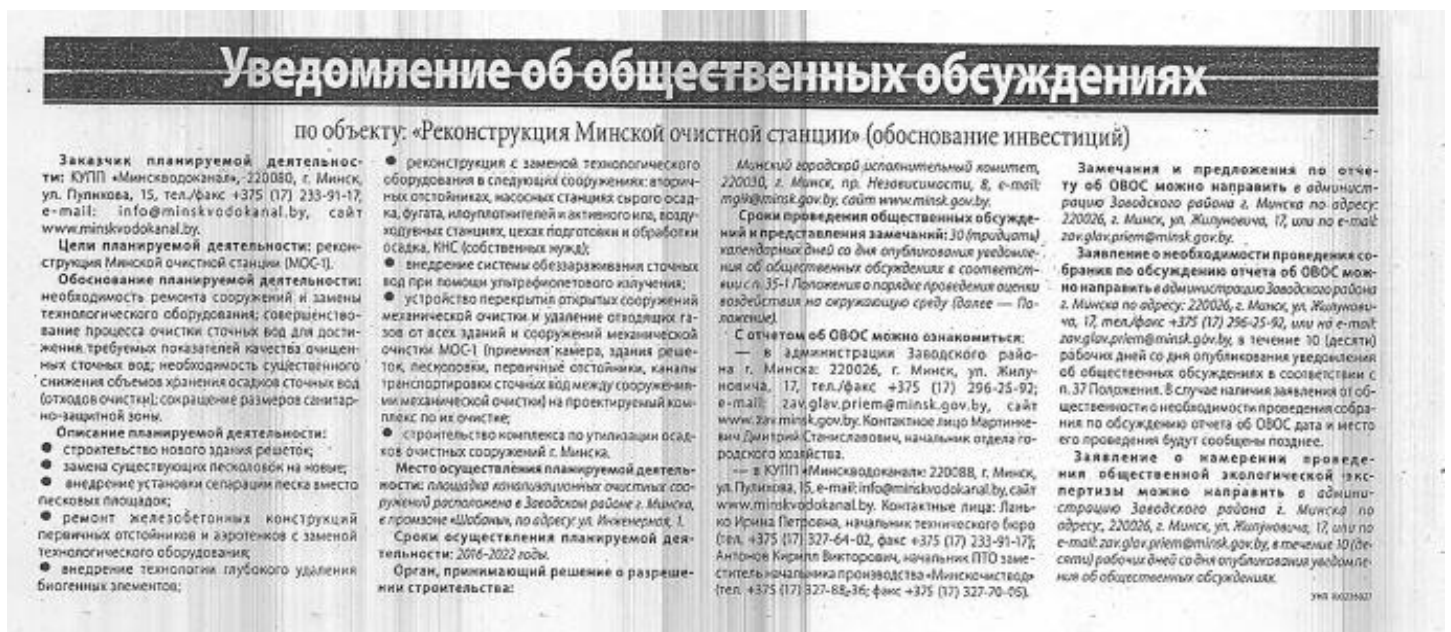 Уведомление об общественных обсуждениях
по объекту: «Реконструкция Минской очистной станции» (обоснование инвестиций)
Заказчик планируемой деятельнос-
ти: КУПП «Минскводоканал», 220080, г. Минск,
ул. Пулихова, 15, тел./факс +375 (17) 233-91-17,
e-mail: info@minskvodokanal.by, сайт
www.minskvodokanal.by.
Цели планируемой деятельности: рекон-
струкция Минской очистной станции (МОС-1).
Обоснование планируемой деятельности:
необходимость ремонта сооружений и замены
технологического оборудования; совершенство-
вание процесса очистки сточных вод для дости-
жения требуемых показателей качества очищен-
ных сточных вод; необходимость существенного
снижения объемов хранения осадков сточных вод
(отходов очистки); сокращение размеров санитар-
но-защитной зоны.
Описание планируемой деятельности:
● строительство нового здания решеток;
● замена существующих песколовок на новые;
● внедрение установки сепарации песка вместо
песковых площадок;
● ремонт железобетонных конструкций
первичных отстойников и аэротенков с заменой
технологического оборудования;
● внедрение технологии глубокого удаления
биогенных элементов;
● реконструкция с заменой технологического
оборудования в следующих сооружениях: вторич-
ных отстойниках, насосных станциях сырого осад-
ка, фугата, илоуплотнителей и активного ила, возду-
ходувных станциях, цехах подготовки и обработки
осадка, КНС (собственных нужд);
● внедрение системы обеззараживания сточных
вод при помощи ультрафиолетового излучения;
● устройство перекрытия открытых сооружений
механической очистки и удаление отходящих га-
зов от всех зданий и сооружений механической
очистки МОС-1 (приемная камера, здания реше-
ток, песколовки, первичные отстойники, каналы
транспортировки сточных вод между сооружения-
ми механической очистки) на проектируемый ком-
плекс по их очистке;
● строительство комплекса по утилизации осад-
ков очистных сооружений г. Минска.
Место осуществления планируемой деятель-
ности: площадка канализационных очистных соо-
ружений расположена в Заводском районе г. Минска,
в промзоне «Шабаны», по адресу: ул. Инженерная, 1.
Сроки осуществления планируемой дея-
тельности: 2016–2022 годы.
Орган, принимающий решение о разреше-
нии строительства:
Минский городской исполнительный комитет,
220030, г. Минск, пр. Независимости, 8, e-mail:
mgik@minsk.gov.by, сайт www.minsk.gov.by.
Сроки проведения общественных обсужде-
ний и представления замечаний: 30 (тридцать)
календарных дней со дня опубликования уведомле-
ния об общественных обсуждениях в соответст-
вии с п. 35-1 Положения о порядке проведения оценки
воздействия на окружающую среду (далее — По-
ложение).
С отчетом об ОВОС можно ознакомиться:
— в администрации Заводского райо-
на г. Минска: 220026, г. Минск, ул. Жилу-
новича, 17, тел./факс +375 (17) 296-25-92;
e-mail: zav.glav.priem@minsk.gov.by, сайт
www.zav.minsk.gov.by. Контактное лицо Мартинке-
вич Дмитрий Станиславович, начальник отдела го-
родского хозяйства.
— в КУПП «Минскводоканал»: 220088, г. Минск,
ул. Пулихова, 15, e-mail: info@minskvodokanal.by, сайт
www.minskvodokanal.by. Контактные лица: Лань-
ко Ирина Петровна, начальник технического бюро
(тел. +375 (17) 327-64-02, факс +375 (17) 233-91-17);
Антонов Кирилл Викторович, начальник ПТО заме-
ститель начальника производства «Минскочиствод»
(тел. +375 (17) 327-88-36; факс +375 (17) 327-70-05).
Замечания и предложения по отче-
ту об ОВОС можно направить в админист-
рацию Заводского района г. Минска по адресу:
220026, г. Минск, ул. Жилуновича, 17, или по e-mail:
zav.glav.priem@minsk.gov.by.
Заявление о необходимости проведения со-
брания по обсуждению отчета об ОВОС мож-
но направить в администрацию Заводского района
г. Минска по адресу: 220026, г. Минск, ул. Жилунови-
ча, 17, тел./факс +375 (17) 296-25-92, или на e-mail:
zav.glav.priem@minsk.gov.by, в течение 10 (десяти)
рабочих дней со дня опубликования уведомления
об общественных обсуждениях в соответствии с
п. 37 Положения. В случае наличия заявления от об-
щественности о необходимости проведения собра-
ния по обсуждению отчета об ОВОС дата и место
его проведения будут сообщены позднее.
Заявление о намерении проведе-
ния общественной экологической экс-
пертизы можно направить в админи-
страцию Заводского района г. Минска по
адресу: 220026, г. Минск, ул. Жилуновича, 17, или по
e-mail: zav.glav.priem@minsk.gov.by, в течение 10 (де-
сяти) рабочих дней со дня опубликования уведомле-
ния об общественных обсуждениях.
УНП